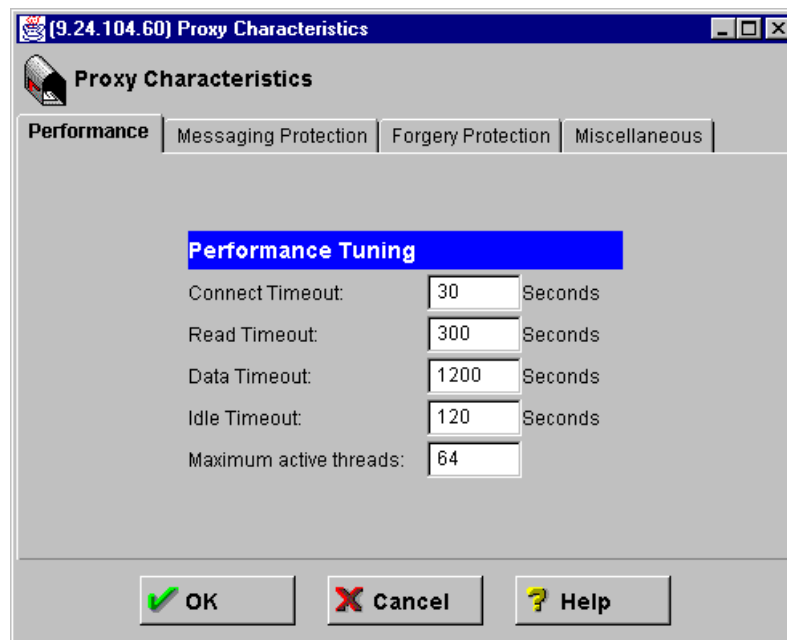 (9.24.104.60) Proxy Characteristics
Proxy Characteristics
Performance Messaging Protection Forgery Protection Miscellaneous
Performance Tuning
Connect Timeout: 30 Seconds
Read Timeout: 300 Seconds
Data Timeout: 1200 Seconds
Idle Timeout: 120 Seconds
Maximum active threads: 64
OK Cancel Help